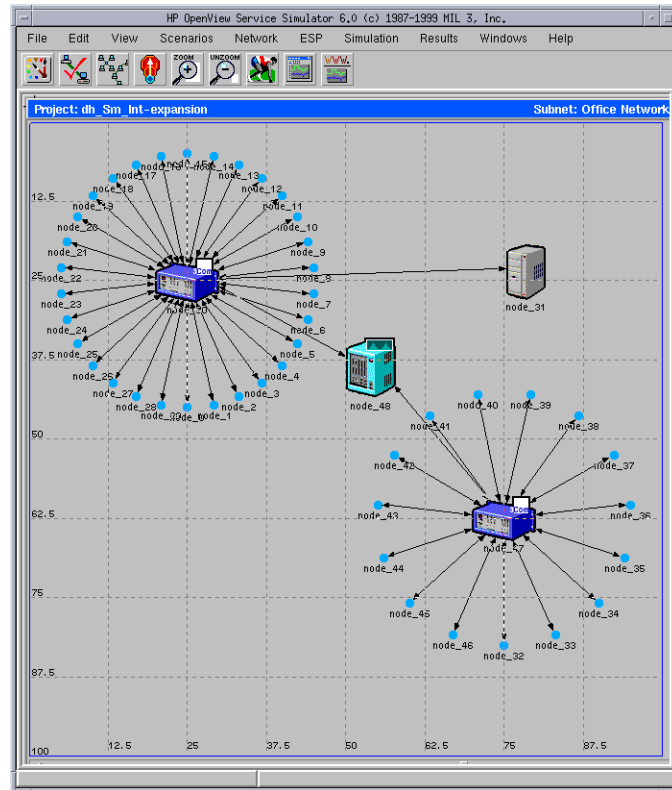 HP OpenView Service Simulator 6.0 (c) 1987-1999 MIL 3, Inc.
File Edit View Scenarios Network ESP Simulation Results Windows Help
ZOOM UNZOOM
Project: dh_Sm_Int-expansion Subnet: Office Network
node_15
node_14
node_17 node_13
node_18 node_12
node_19 node_11
12.5
node_20 node_10
node_21 node_9
25
node_22 node_8
Com
node_23 node_7
node_31
node_24 node_6
node_25 node_5
37.5
node_26 node_4
node_27 node_3
node_28 node_2
node_1
node_48
node_40 node_39
node_41 node_38
50
node_42 node_37
Com
62.5
node_43 node_36
node_44 node_35
75
node_45 node_34
node_46 node_32 node_33
87.5
100
12.5 25 37.5 50 62.5 75 87.5